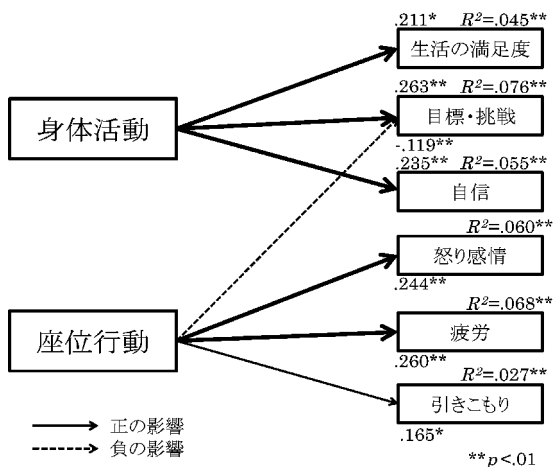 .211* R²=.045**
生活の満足度
.263** R²=.076**
目標・挑戦
-.119**
.235** R²=.055**
自信
身体活動
R²=.060**
怒り感情
.244**
R²=.068**
疲労
.260**
R²=.027**
引きこもり
.165*
座位行動
正の影響
負の影響
**p<.01